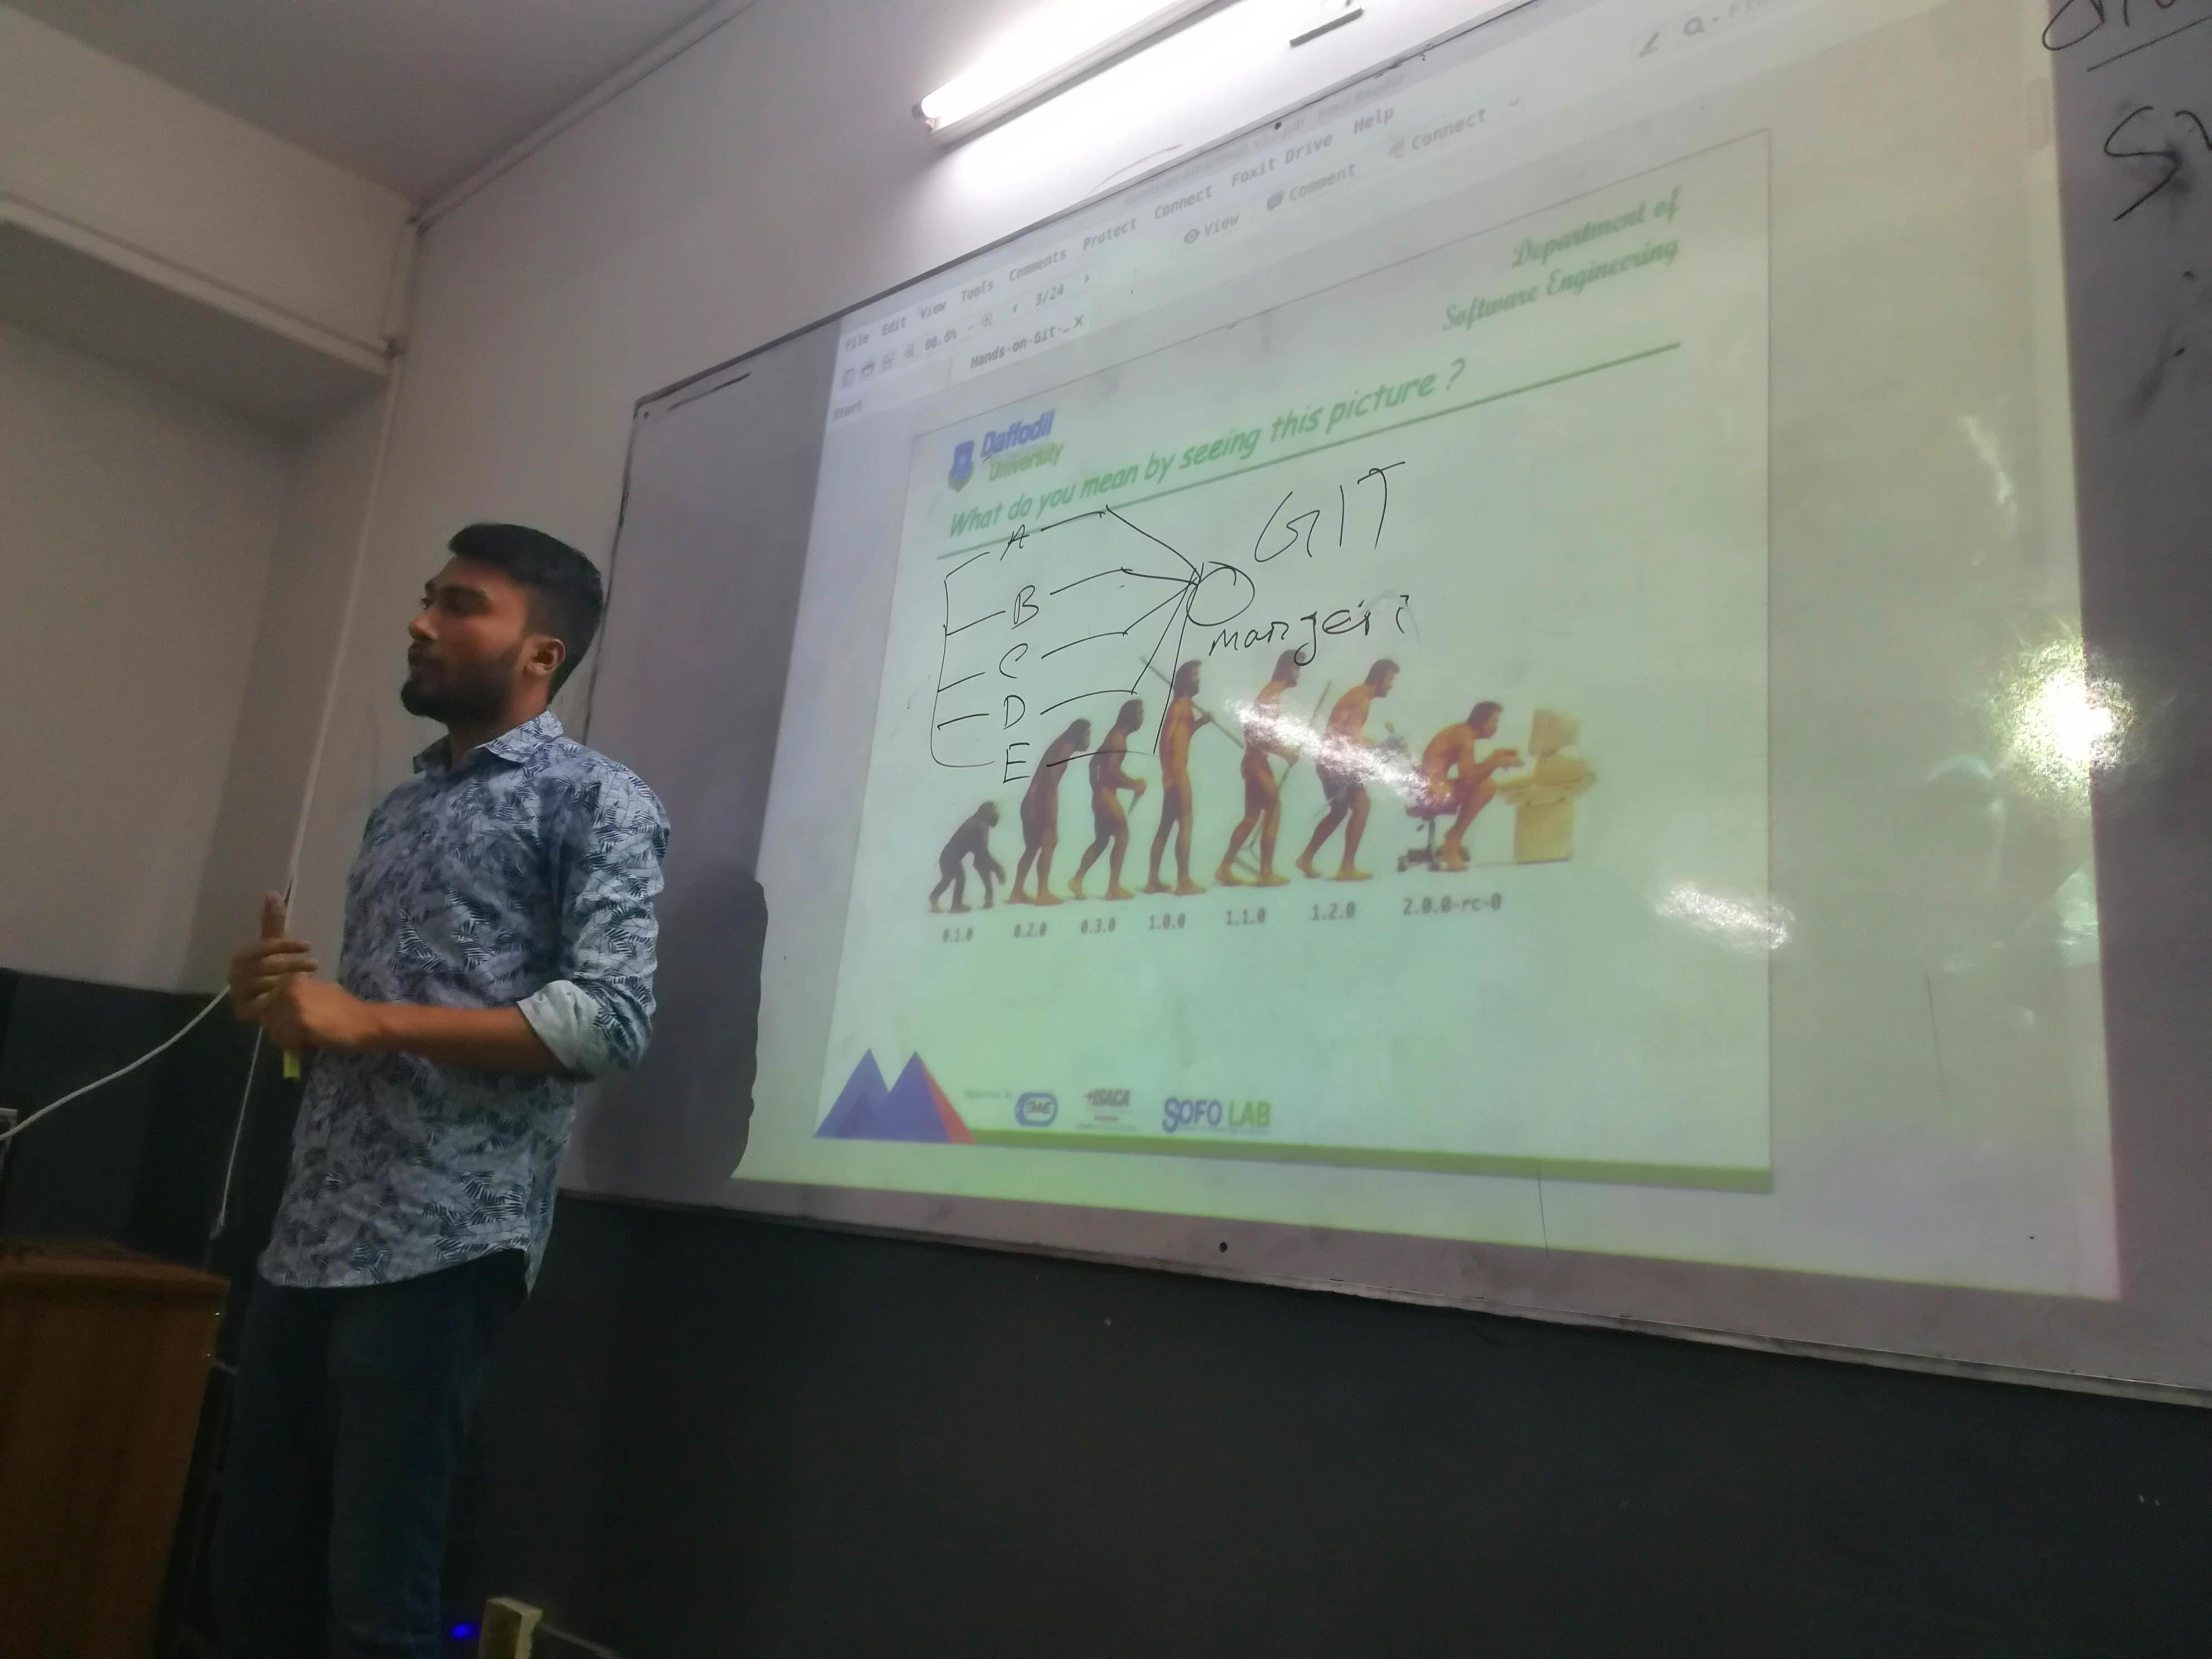 File Edit View Tools Comments Protect Connect Foxit Drive Help
66.6% 3/24 View Comment Connect
Start Hands-on-Git-_ X
Department of
Software Engineering
Daffodil
University
What do you mean by seeing this picture ?
GIT
A
B
C
D
E
0.1.0 0.2.0 0.3.0 1.0.0 1.1.0 1.2.0 2.0.0-rc-0
ISACA
SOFO LAB